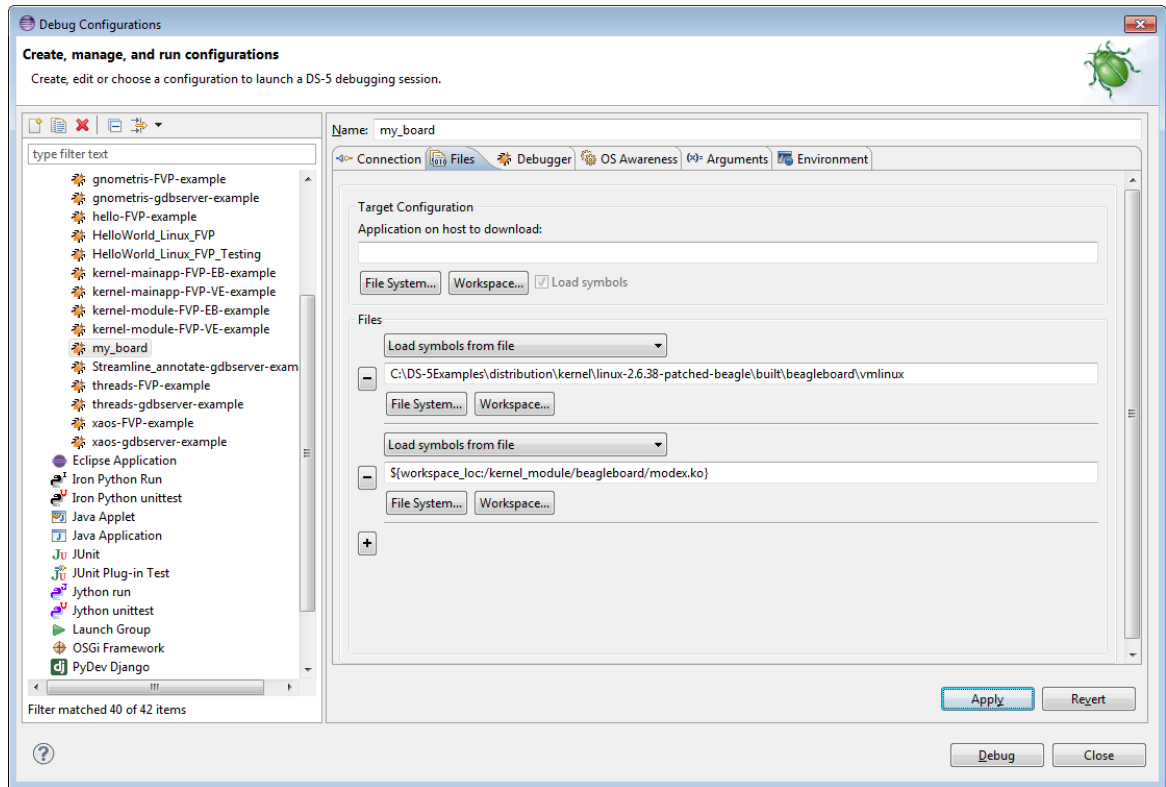 Debug Configurations
Create, manage, and run configurations
Create, edit or choose a configuration to launch a DS-5 debugging session.
type filter text
gnometris-FVP-example
gnometris-gdbserver-example
hello-FVP-example
HelloWorld_Linux_FVP
HelloWorld_Linux_FVP_Testing
kernel-mainapp-FVP-EB-example
kernel-mainapp-FVP-VE-example
kernel-module-FVP-EB-example
kernel-module-FVP-VE-example
my_board
Streamline_annotate-gdbserver-exam
threads-FVP-example
threads-gdbserver-example
xaos-FVP-example
xaos-gdbserver-example
Eclipse Application
Iron Python Run
Iron Python unittest
Java Applet
Java Application
JUnit
JUnit Plug-in Test
Jython run
Jython unittest
Launch Group
OSGi Framework
PyDev Django
Filter matched 40 of 42 items
Name: my_board
Connection Files Debugger OS Awareness Arguments Environment
Target Configuration
Application on host to download:
File System... Workspace... Load symbols
Files
Load symbols from file
C:\DS-5Examples\distribution\kernel\linux-2.6.38-patched-beagle\built\beagleboard\vmlinux
File System... Workspace...
Load symbols from file
${workspace_loc:/kernel_module/beagleboard/modex.ko}
File System... Workspace...
Apply Revert
Debug Close